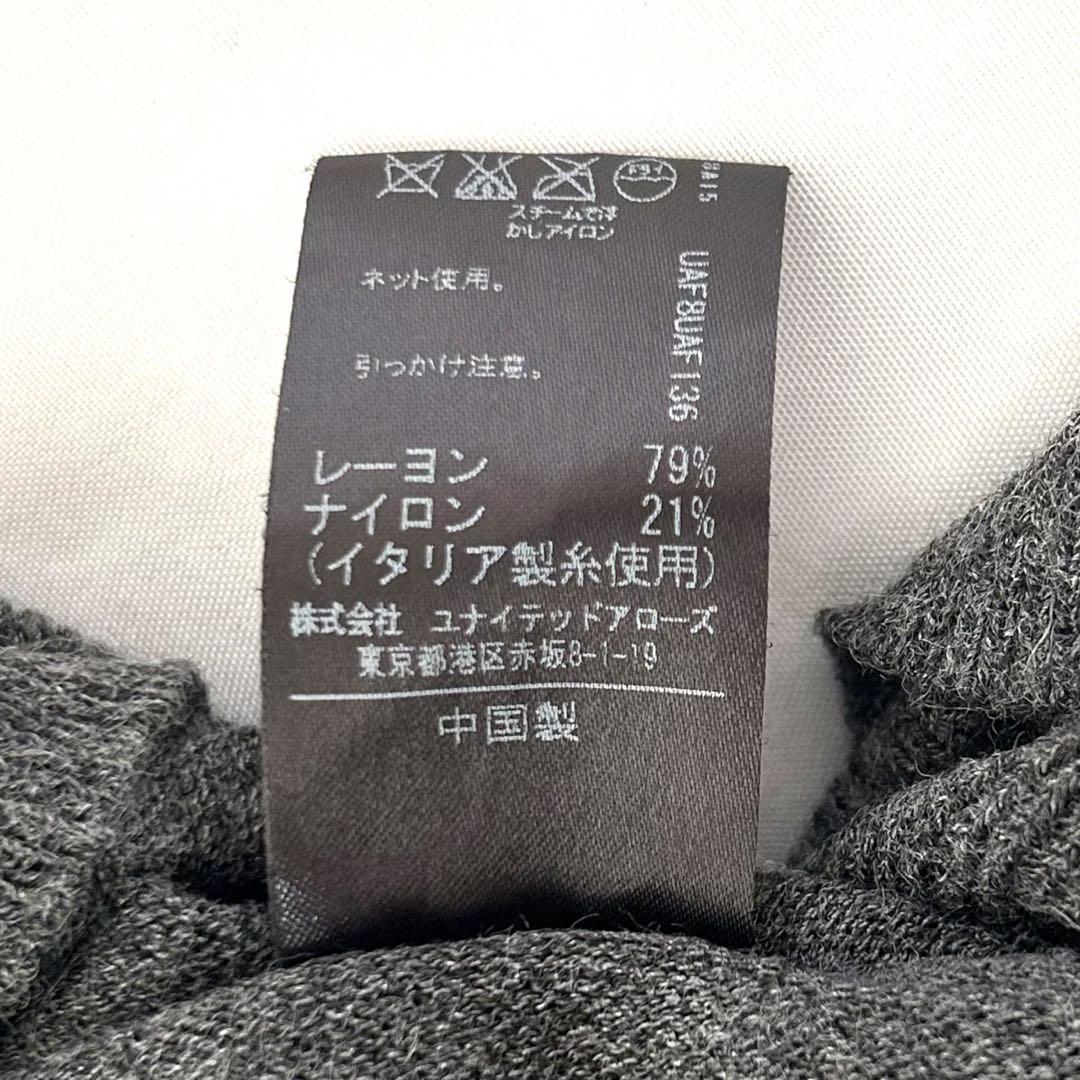 スチームで浮
かしアイロン
ネット使用。
引っかけ注意。
UAF8UAF136
レーヨン 79%
ナイロン 21%
(イタリア製糸使用)
株式会社 ユナイテッドアローズ
東京都港区赤坂8-1-19
中国製